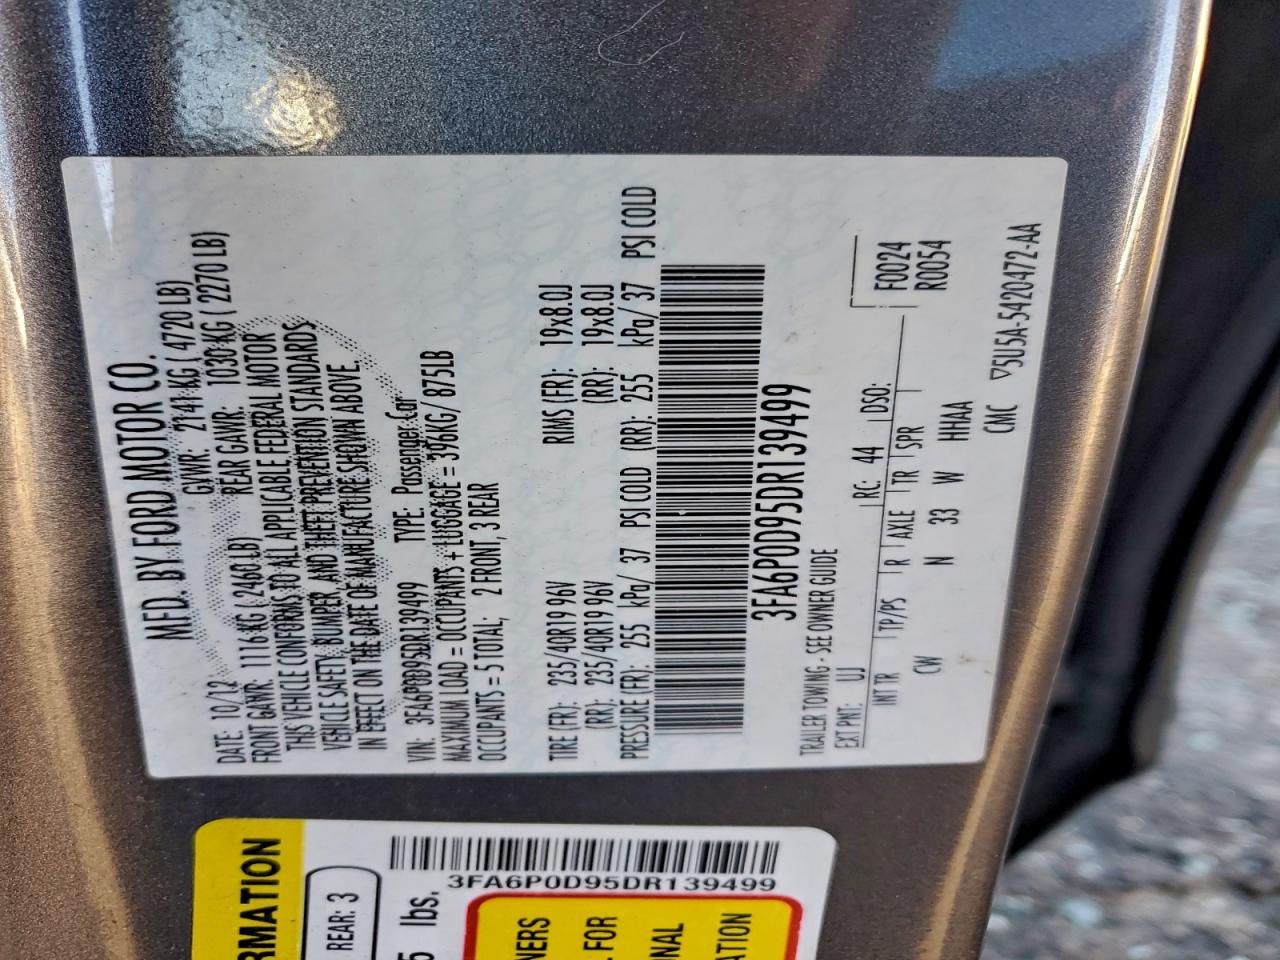 MFD. BY FORD MOTOR CO.
DATE: 10/12 GVWR: 2141 KG ( 4720 LB)
FRONT GAWR: 1116 KG ( 2460 LB) REAR GAWR: 1030 KG ( 2270 LB)
THIS VEHICLE CONFORMS TO ALL APPLICABLE FEDERAL MOTOR
VEHICLE SAFETY, BUMPER, AND THEFT PREVENTION STANDARDS
IN EFFECT ON THE DATE OF MANUFACTURE SHOWN ABOVE.
VIN: 3FA6P0D95DR139499 TYPE: Passenger Car
MAXIMUM LOAD = OCCUPANTS + LUGGAGE = 396KG/ 875LB
OCCUPANTS = 5 TOTAL; 2 FRONT, 3 REAR
TIRE (FR): 235/40R19 96V RIMS (FR): 19x8.0J
(RR): 235/40R19 96V (RR): 19x8.0J
PRESSURE (FR): 255 kPa/ 37 PSI COLD (RR): 255 kPa/ 37 PSI COLD
3FA6P0D95DR139499
TRAILER TOWING - SEE OWNER GUIDE
EXT PNT: UJ RC: 44 DSO:
F0024
R0054
INT TR TP/PS R AXLE TR SPR
CW N 33 W HHAA
CMC 5U5A-5420472-AA
RMATION
REAR: 3
5 lbs.
3FA6P0D95DR139499
NERS
FOR
NAL
ATION